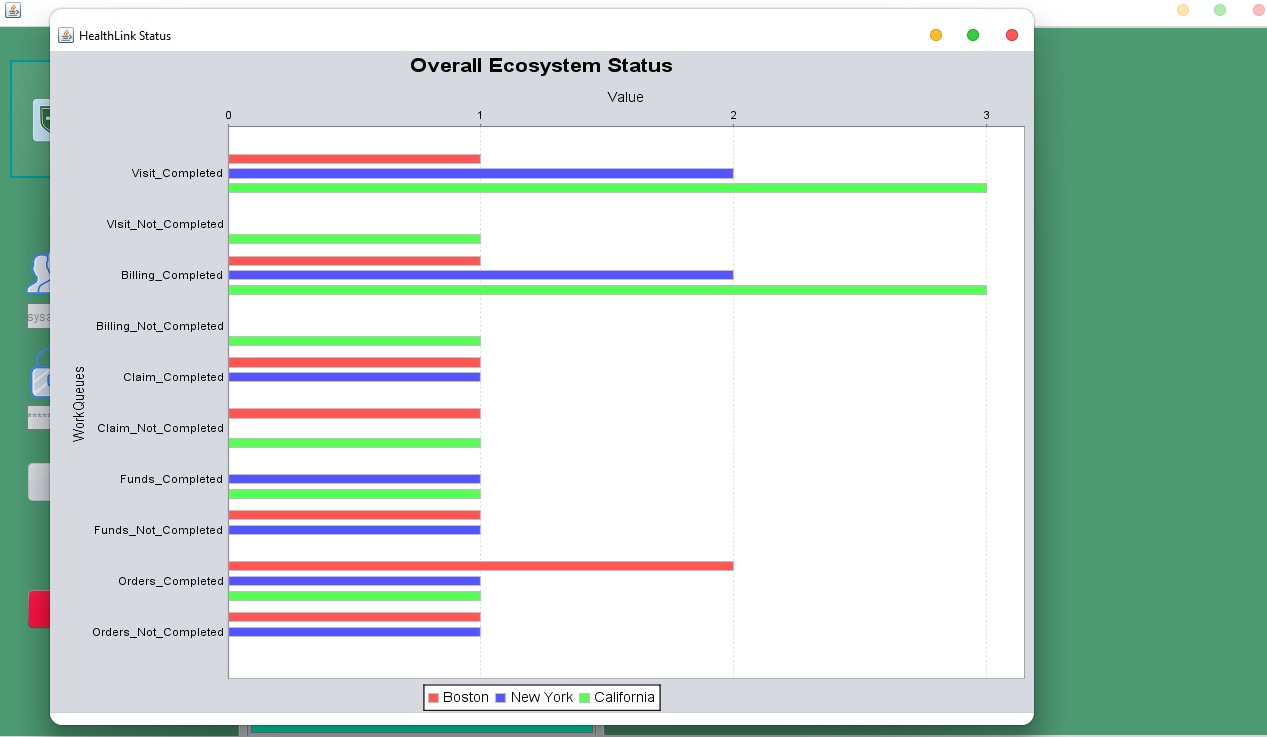 HealthLink Status
Overall Ecosystem Status
Value
0 1 2 3
Visit_Completed
VIsit_Not_Completed
Billing_Completed
Billing_Not_Completed
Claim_Completed
Claim_Not_Completed
Funds_Completed
Funds_Not_Completed
Orders_Completed
Orders_Not_Completed
WorkQueues
Boston New York California
sysa
*****